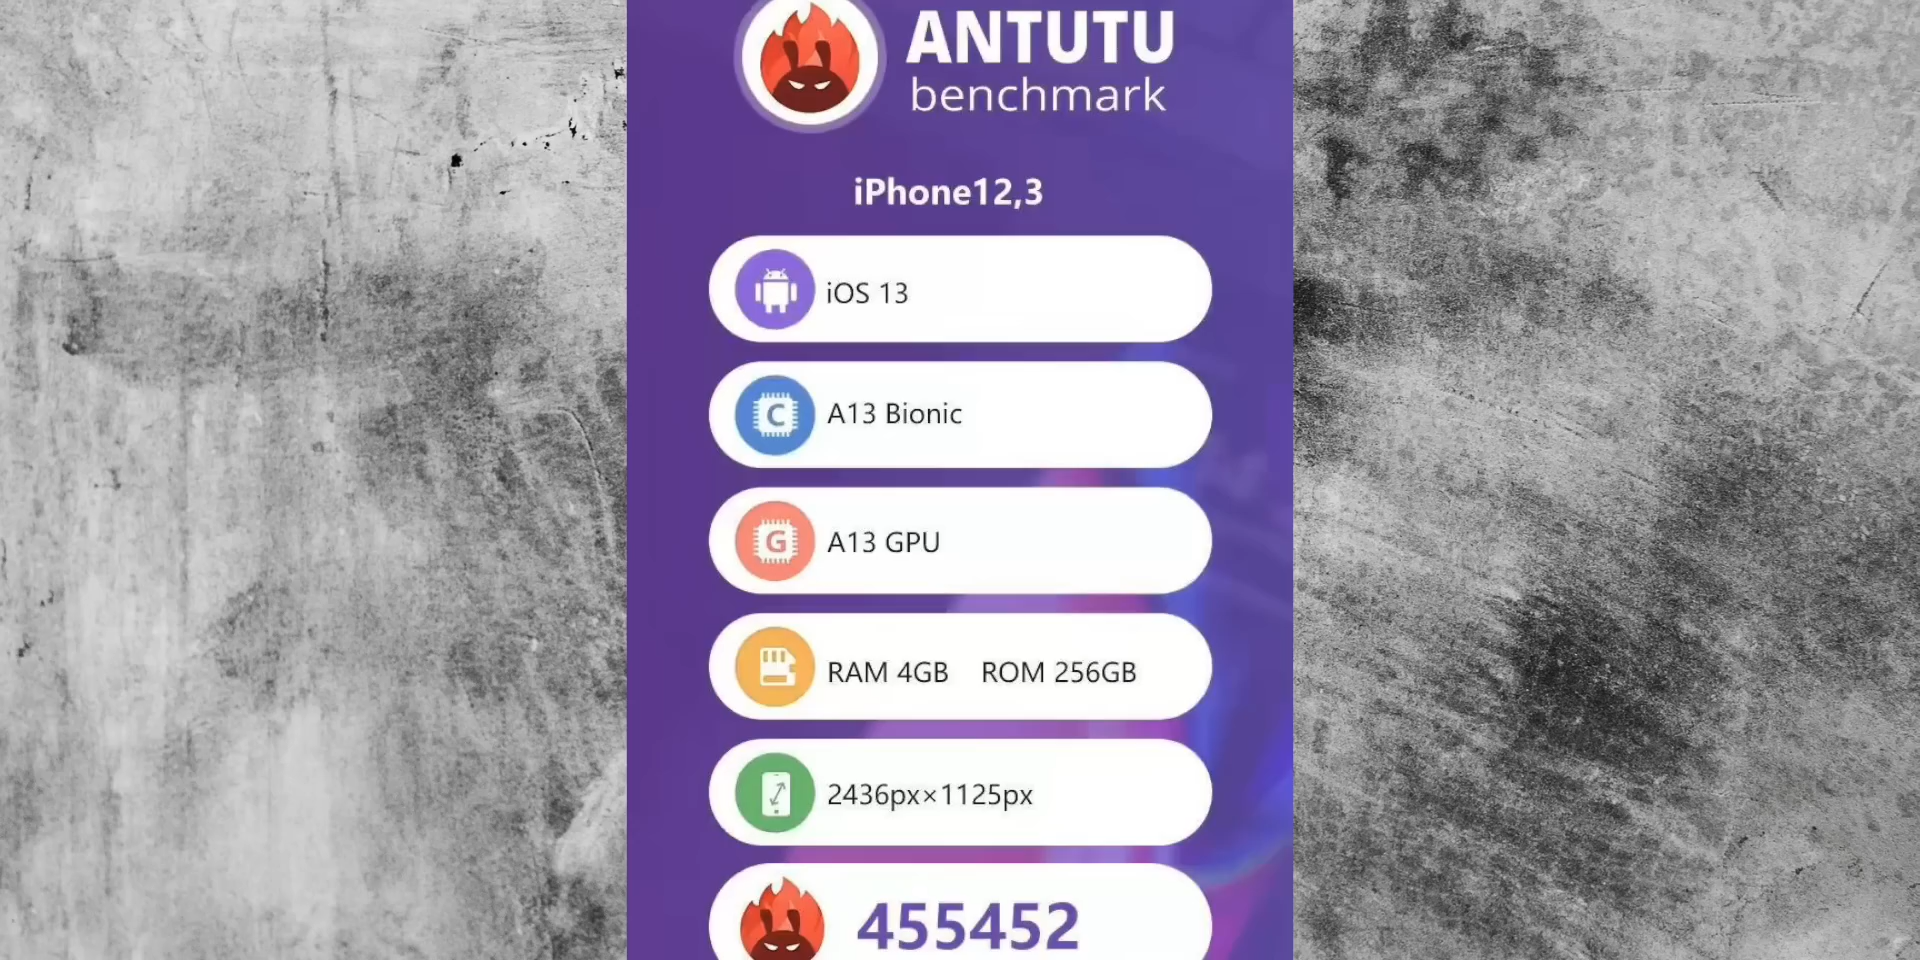 ANTUTU
benchmark
iPhone12,3
iOS 13
C A13 Bionic
G A13 GPU
RAM 4GB ROM 256GB
2436px×1125px
455452